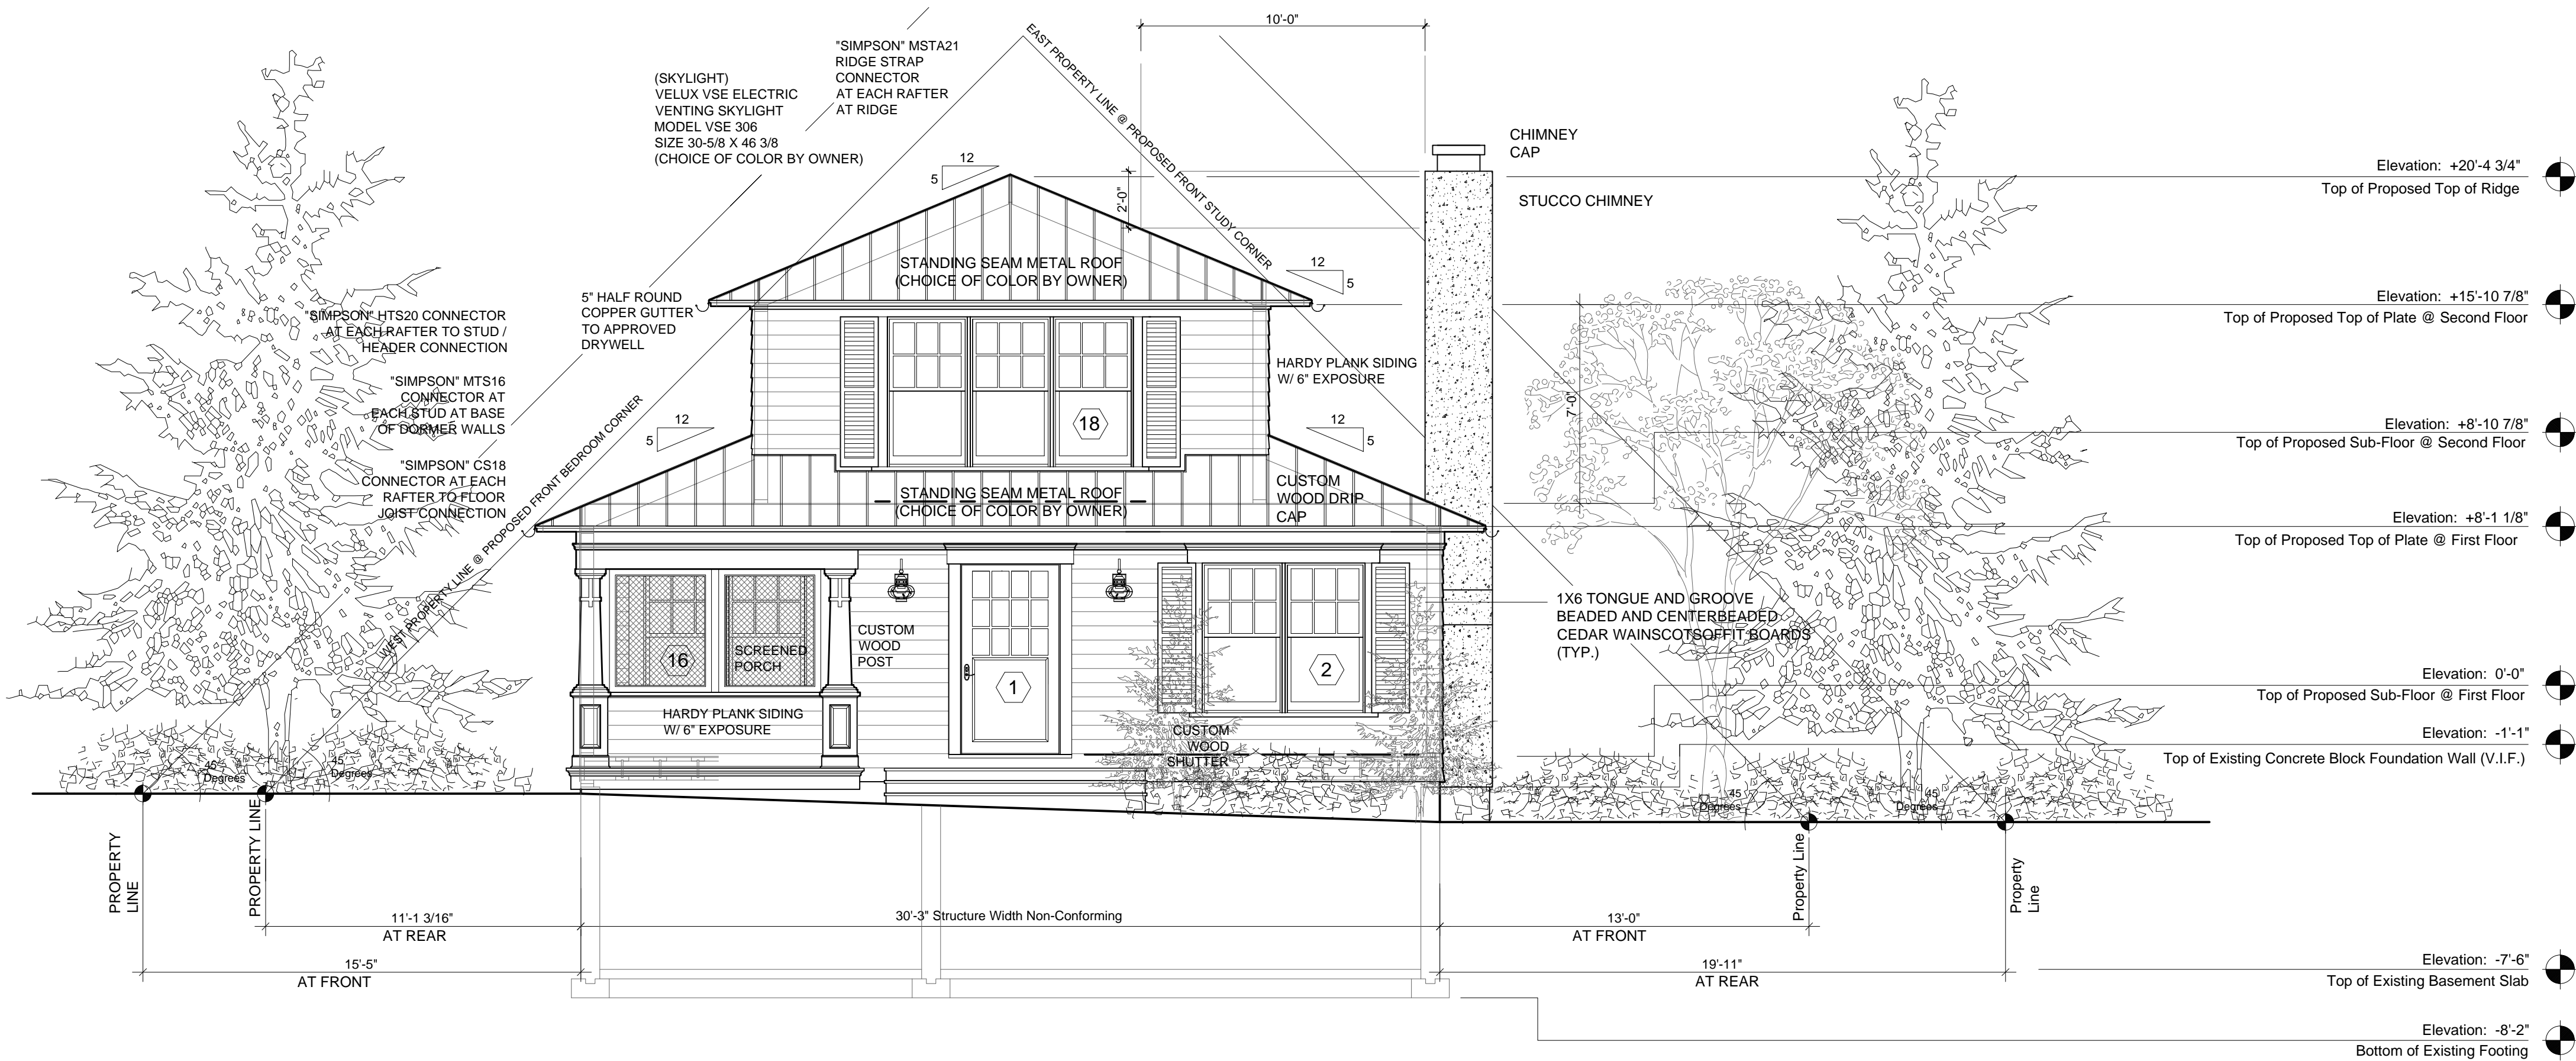 10'-0"
"SIMPSON" MSTA21
RIDGE STRAP
CONNECTOR
AT EACH RAFTER
AT RIDGE
(SKYLIGHT)
VELUX VSE ELECTRIC
VENTING SKYLIGHT
MODEL VSE 306
SIZE 30-5/8 X 46 3/8
(CHOICE OF COLOR BY OWNER)
EAST PROPERTY LINE @ PROPOSED FRONT STUDY CORNER
CHIMNEY
CAP
STUCCO CHIMNEY
12
5
2'-0"
Elevation: +20'-4 3/4"
Top of Proposed Top of Ridge
STANDING SEAM METAL ROOF
(CHOICE OF COLOR BY OWNER)
12
5
5" HALF ROUND
COPPER GUTTER
TO APPROVED
DRYWELL
"SIMPSON" HTS20 CONNECTOR
AT EACH RAFTER TO STUD /
HEADER CONNECTION
Elevation: +15'-10 7/8"
Top of Proposed Top of Plate @ Second Floor
HARDY PLANK SIDING
W/ 6" EXPOSURE
"SIMPSON" MTS16
CONNECTOR AT
EACH STUD AT BASE
OF DORMER WALLS
7'-0"
12
5
18
12
5
Elevation: +8'-10 7/8"
Top of Proposed Sub-Floor @ Second Floor
"SIMPSON" CS18
CONNECTOR AT EACH
RAFTER TO FLOOR
JOIST CONNECTION
WEST PROPERTY LINE @ PROPOSED FRONT BEDROOM CORNER
STANDING SEAM METAL ROOF
(CHOICE OF COLOR BY OWNER)
CUSTOM
WOOD DRIP
CAP
Elevation: +8'-1 1/8"
Top of Proposed Top of Plate @ First Floor
1X6 TONGUE AND GROOVE
BEADED AND CENTERBEADED
CEDAR WAINSCOTSOFFIT BOARDS
(TYP.)
16
SCREENED
PORCH
CUSTOM
WOOD
POST
1
2
Elevation: 0'-0"
Top of Proposed Sub-Floor @ First Floor
HARDY PLANK SIDING
W/ 6" EXPOSURE
CUSTOM
WOOD
SHUTTER
Elevation: -1'-1"
Top of Existing Concrete Block Foundation Wall (V.I.F.)
45
Degrees
45
Degrees
45
Degrees
45
Degrees
PROPERTY
LINE
PROPERTY LINE
Property Line
Property
Line
11'-1 3/16"
AT REAR
30'-3" Structure Width Non-Conforming
13'-0"
AT FRONT
15'-5"
AT FRONT
19'-11"
AT REAR
Elevation: -7'-6"
Top of Existing Basement Slab
Elevation: -8'-2"
Bottom of Existing Footing